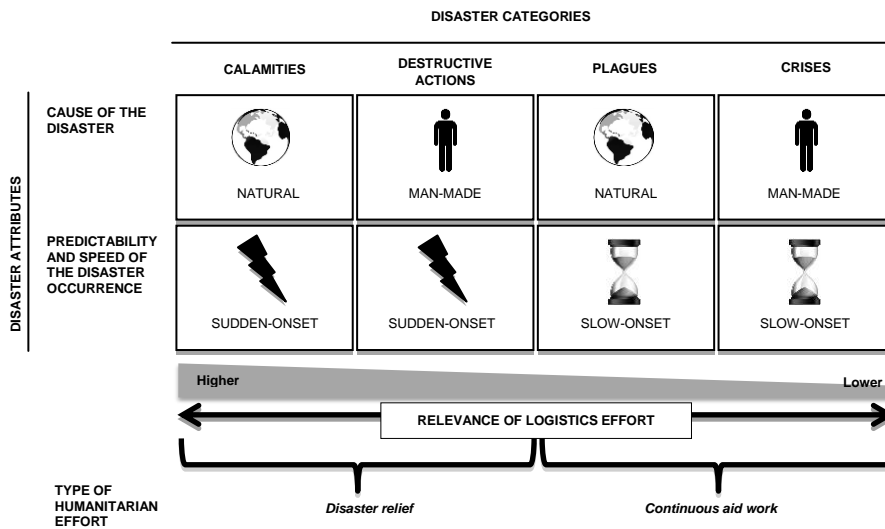 DISASTER CATEGORIES
CALAMITIES
DESTRUCTIVE
ACTIONS
PLAGUES
CRISES
DISASTER ATTRIBUTES
CAUSE OF THE
DISASTER
NATURAL
MAN-MADE
NATURAL
MAN-MADE
PREDICTABILITY
AND SPEED OF
THE DISASTER
OCCURRENCE
SUDDEN-ONSET
SUDDEN-ONSET
SLOW-ONSET
SLOW-ONSET
Higher
Lower
RELEVANCE OF LOGISTICS EFFORT
TYPE OF
HUMANITARIAN
EFFORT
Disaster relief
Continuous aid work